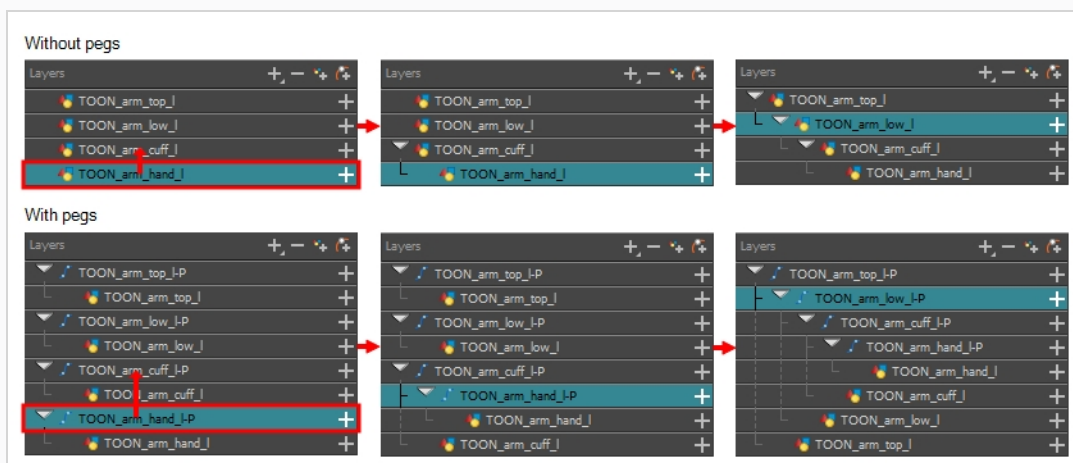 Without pegs
Layers
TOON_arm_top_l
TOON_arm_low_l
TOON_arm_cuff_l
TOON_arm_hand_l
Layers
TOON_arm_top_l
TOON_arm_low_l
TOON_arm_cuff_l
TOON_arm_hand_l
Layers
TOON_arm_top_l
TOON_arm_low_l
TOON_arm_cuff_l
TOON_arm_hand_l
With pegs
Layers
TOON_arm_top_l-P
TOON_arm_top_l
TOON_arm_low_l-P
TOON_arm_low_l
TOON_arm_cuff_l-P
TOON_arm_cuff_l
TOON_arm_hand_l-P
TOON_arm_hand_l
Layers
TOON_arm_top_l-P
TOON_arm_top_l
TOON_arm_low_l-P
TOON_arm_low_l
TOON_arm_cuff_l-P
TOON_arm_hand_l-P
TOON_arm_hand_l
TOON_arm_cuff_l
Layers
TOON_arm_top_l-P
TOON_arm_low_l-P
TOON_arm_cuff_l-P
TOON_arm_hand_l-P
TOON_arm_hand_l
TOON_arm_cuff_l
TOON_arm_low_l
TOON_arm_top_l